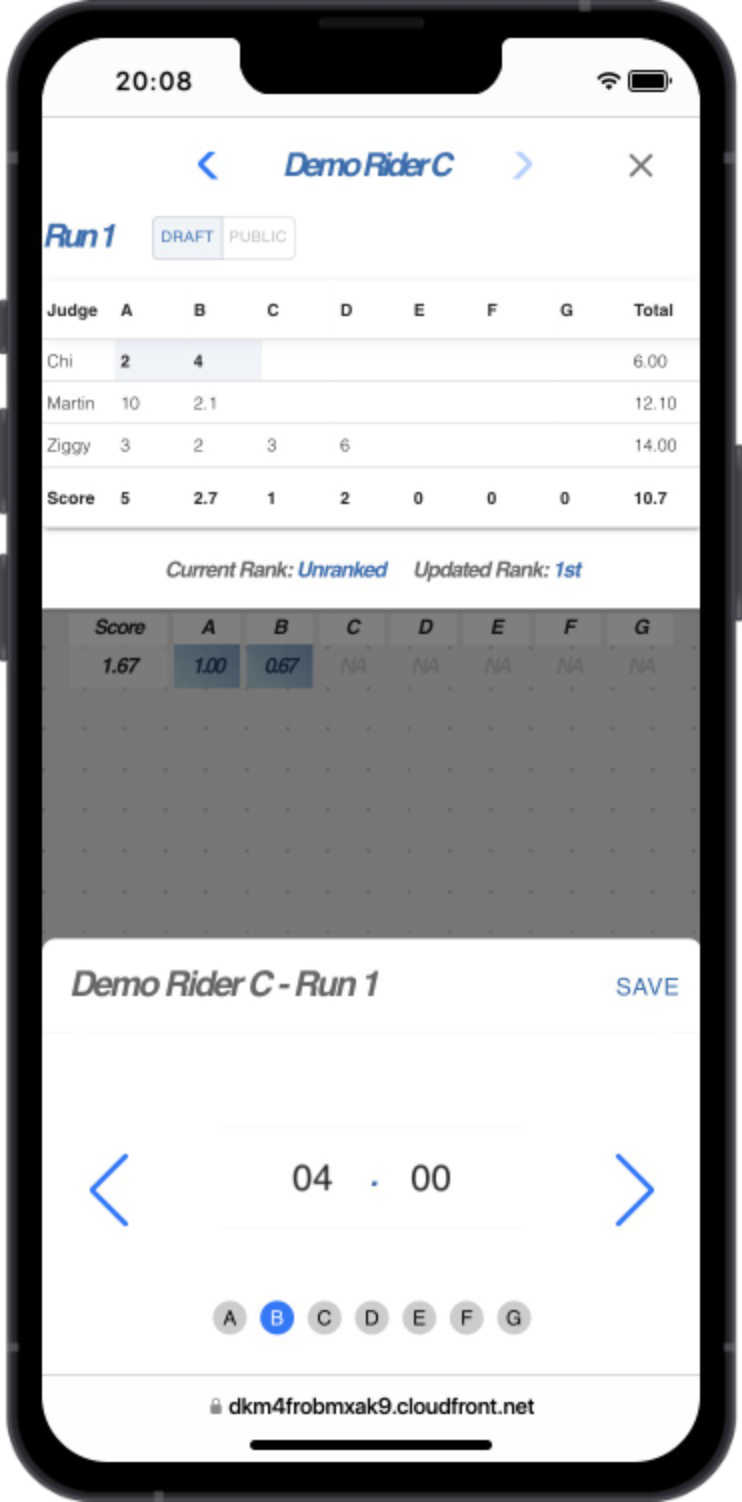 20:08
Demo Rider C
Run 1 DRAFT PUBLIC
Judge A B C D E F G Total
Chi 2 4 6.00
Martin 10 2.1 12.10
Ziggy 3 2 3 6 14.00
Score 5 2.7 1 2 0 0 0 10.7
Current Rank: Unranked Updated Rank: 1st
Score A B C D E F G
1.67 1.00 0.67 NA NA NA NA NA
Demo Rider C - Run 1 SAVE
04 . 00
A B C D E F G
dkm4frobmxak9.cloudfront.net